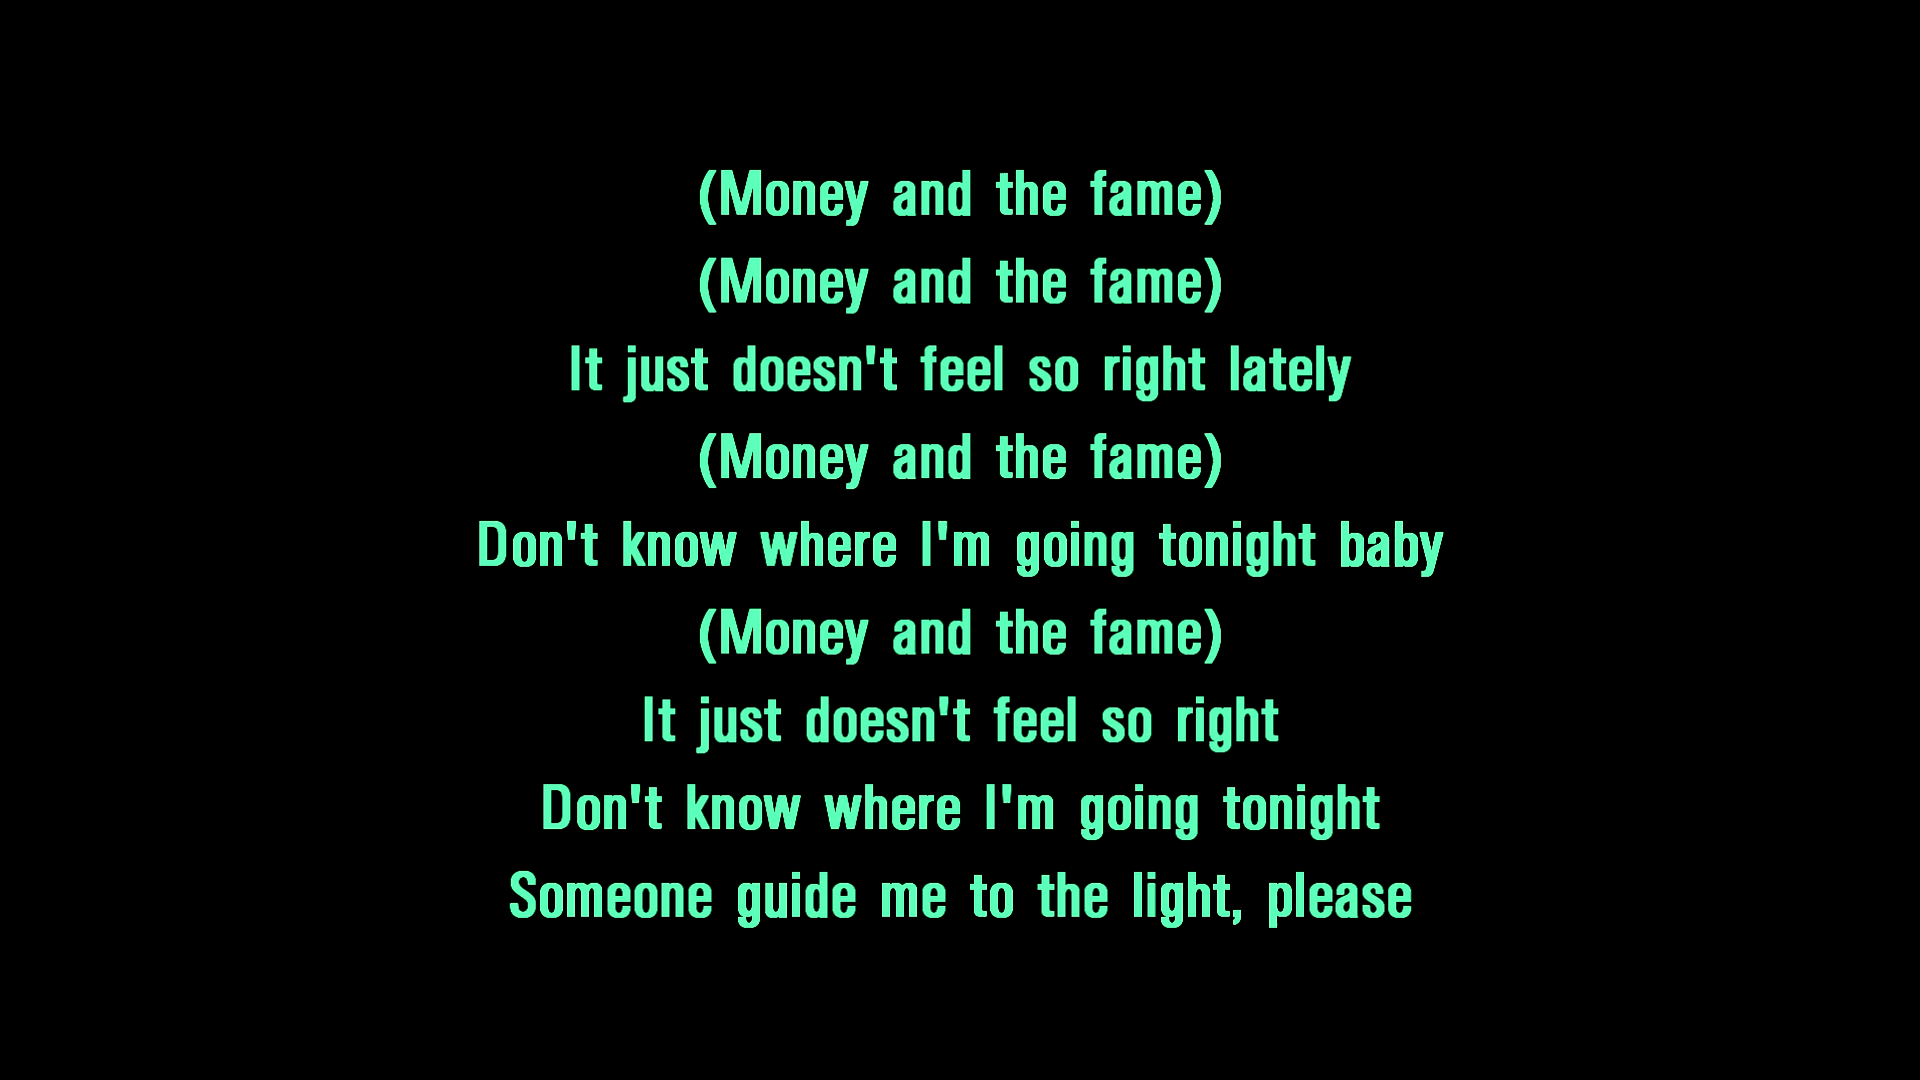 (Money and the fame)
(Money and the fame)
It just doesn't feel so right lately
(Money and the fame)
Don't know where I'm going tonight baby
(Money and the fame)
It just doesn't feel so right
Don't know where I'm going tonight
Someone guide me to the light, please